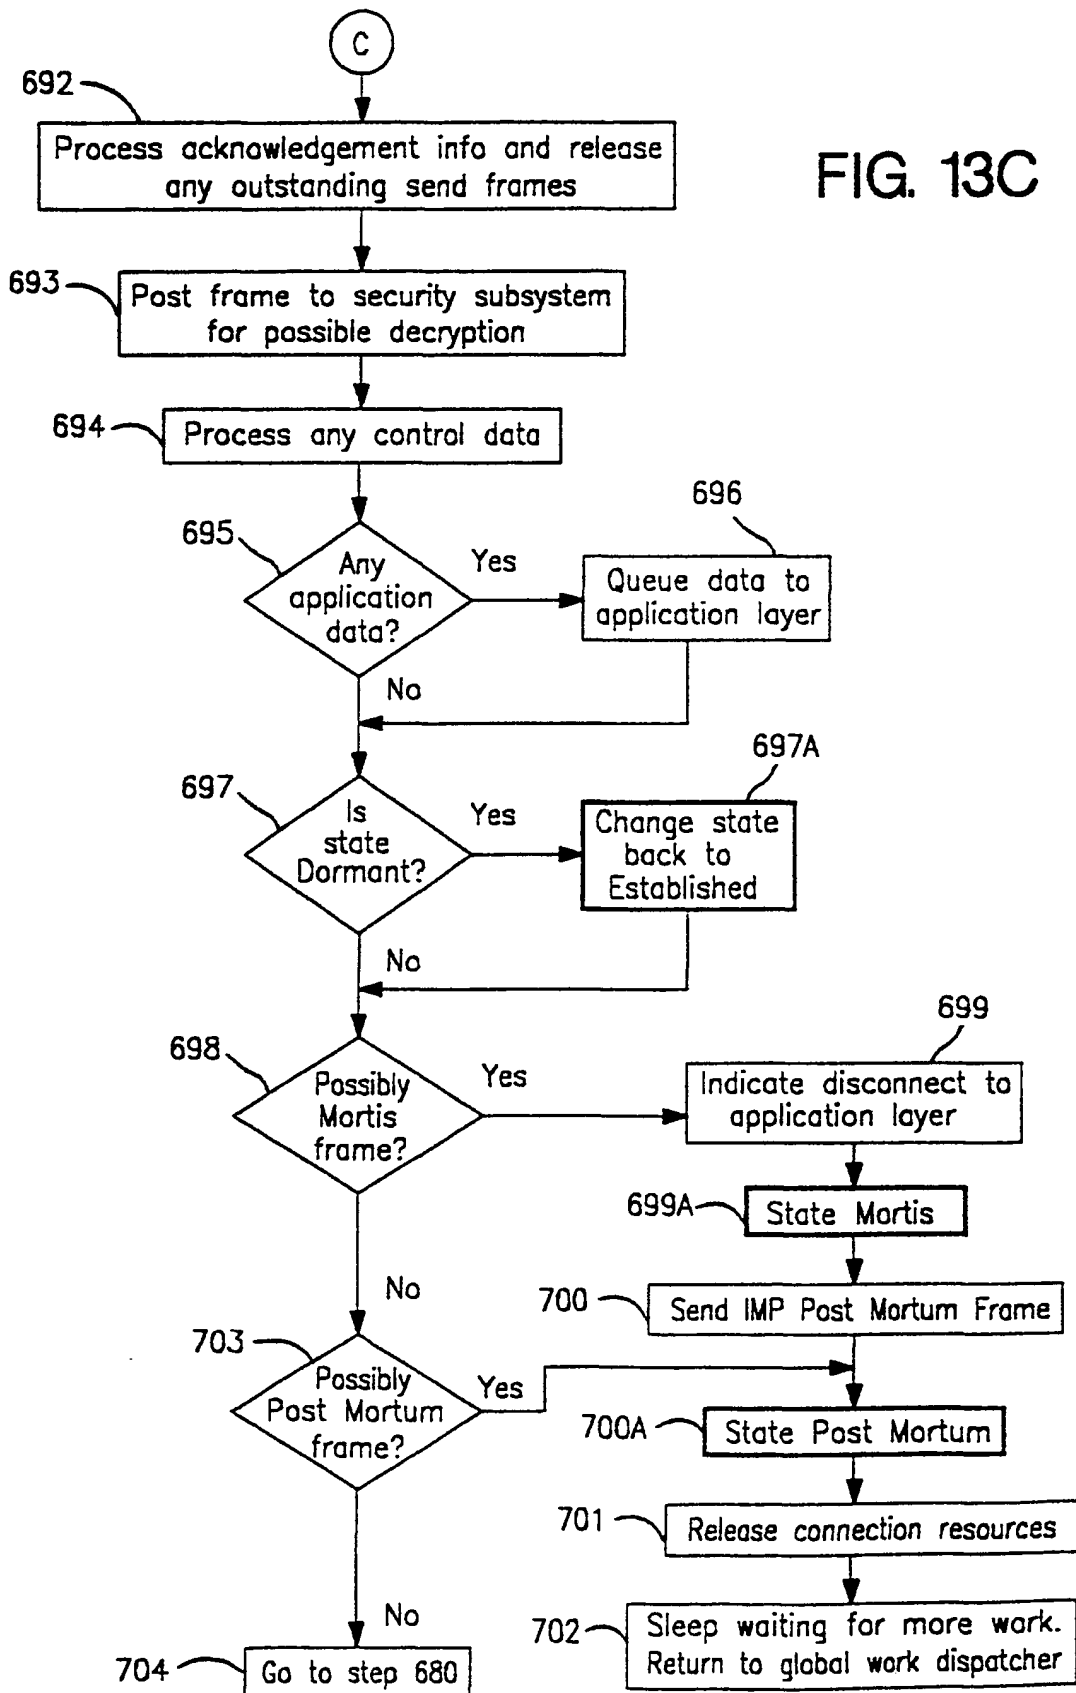 C
692
Process acknowledgement info and release
any outstanding send frames
FIG. 13C
693
Post frame to security subsystem
for possible decryption
694
Process any control data
695
Any
application
data?
Yes
696
Queue data to
application layer
No
697
Is
state
Dormant?
Yes
697A
Change state
back to
Established
No
698
Possibly
Mortis
frame?
Yes
699
Indicate disconnect to
application layer
699A
State Mortis
No
700
Send IMP Post Mortum Frame
703
Possibly
Post Mortum
frame?
Yes
700A
State Post Mortum
701
Release connection resources
No
702
Sleep waiting for more work.
Return to global work dispatcher
704
Go to step 680